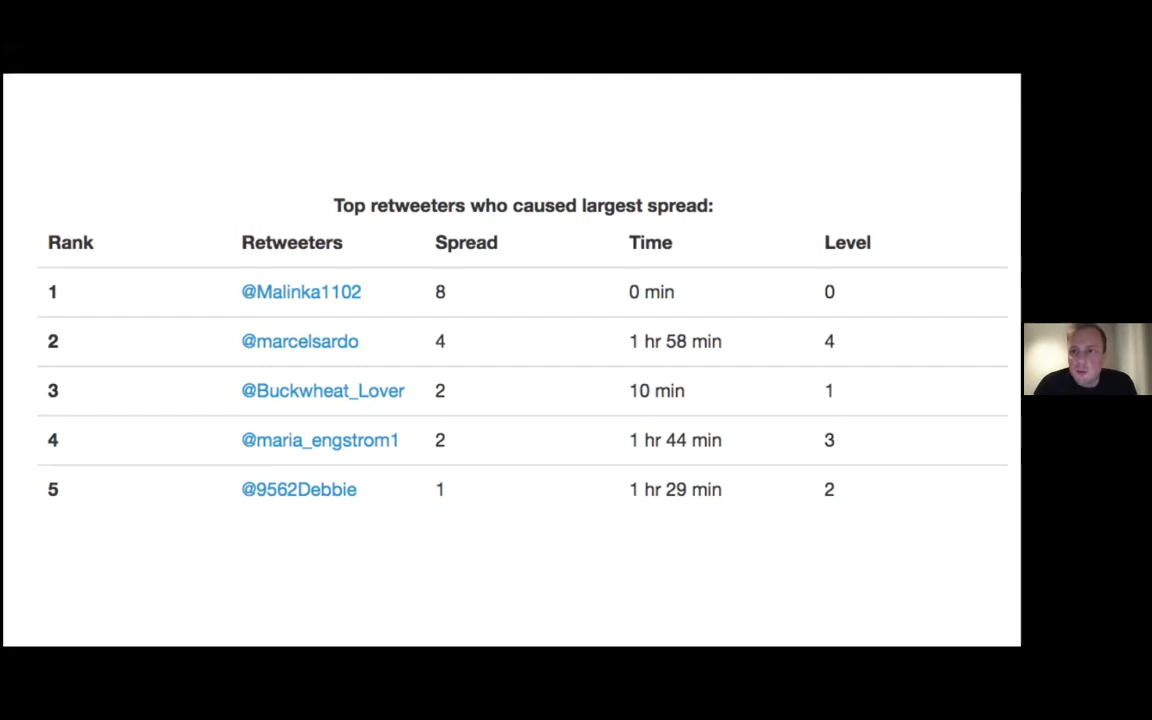 Top retweeters who caused largest spread:
Rank Retweeters Spread Time Level
1 @Malinka1102 8 0 min 0
2 @marcelsardo 4 1 hr 58 min 4
3 @Buckwheat_Lover 2 10 min 1
4 @maria_engstrom1 2 1 hr 44 min 3
5 @9562Debbie 1 1 hr 29 min 2